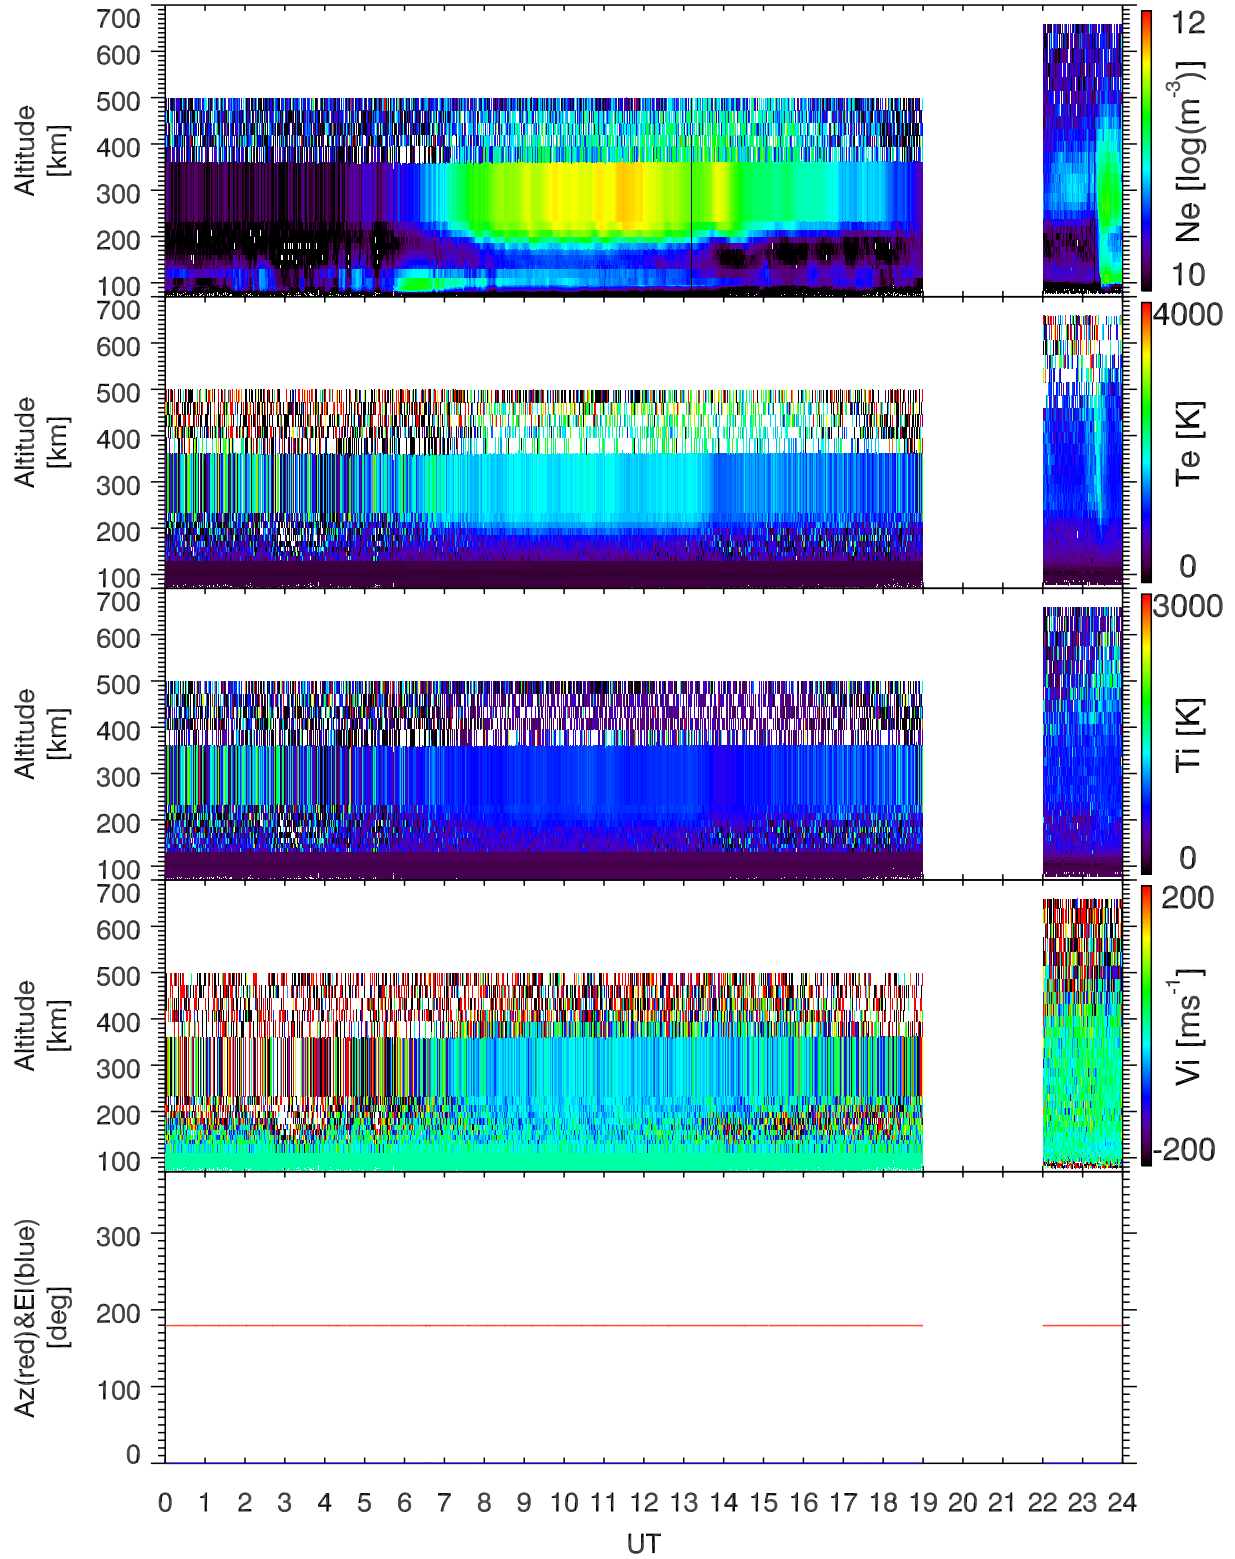 700
600
500
400
300
200
100
Altitude
[km]
12
10
Ne [log(m⁻³)]
700
600
500
400
300
200
100
Altitude
[km]
4000
0
Te [K]
700
600
500
400
300
200
100
Altitude
[km]
3000
0
Ti [K]
700
600
500
400
300
200
100
Altitude
[km]
200
-200
Vi [ms⁻¹]
300
200
100
0
Az(red)&El(blue)
[deg]
0 1 2 3 4 5 6 7 8 9 10 11 12 13 14 15 16 17 18 19 20 21 22 23 24
UT